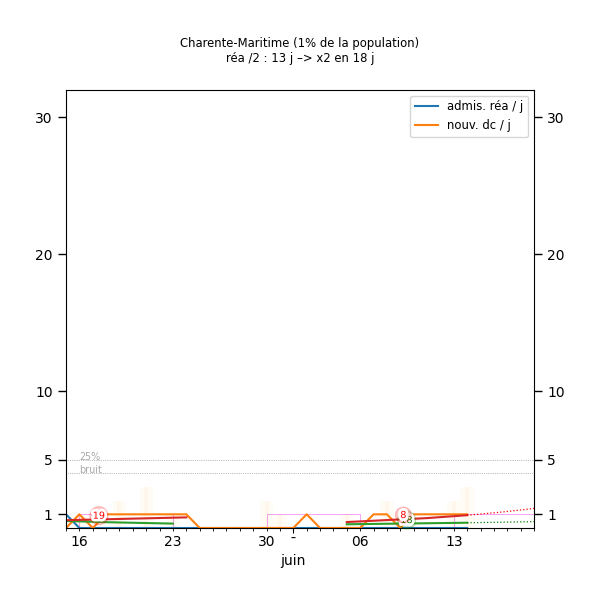 Charente-Maritime (1% de la population)
réa /2 : 13 j –> x2 en 18 j
admis. réa / j
nouv. dc / j
30 30
20 20
10 10
5 5
25%
bruit
1 1
19
8
16 23 30 - 06 13
juin